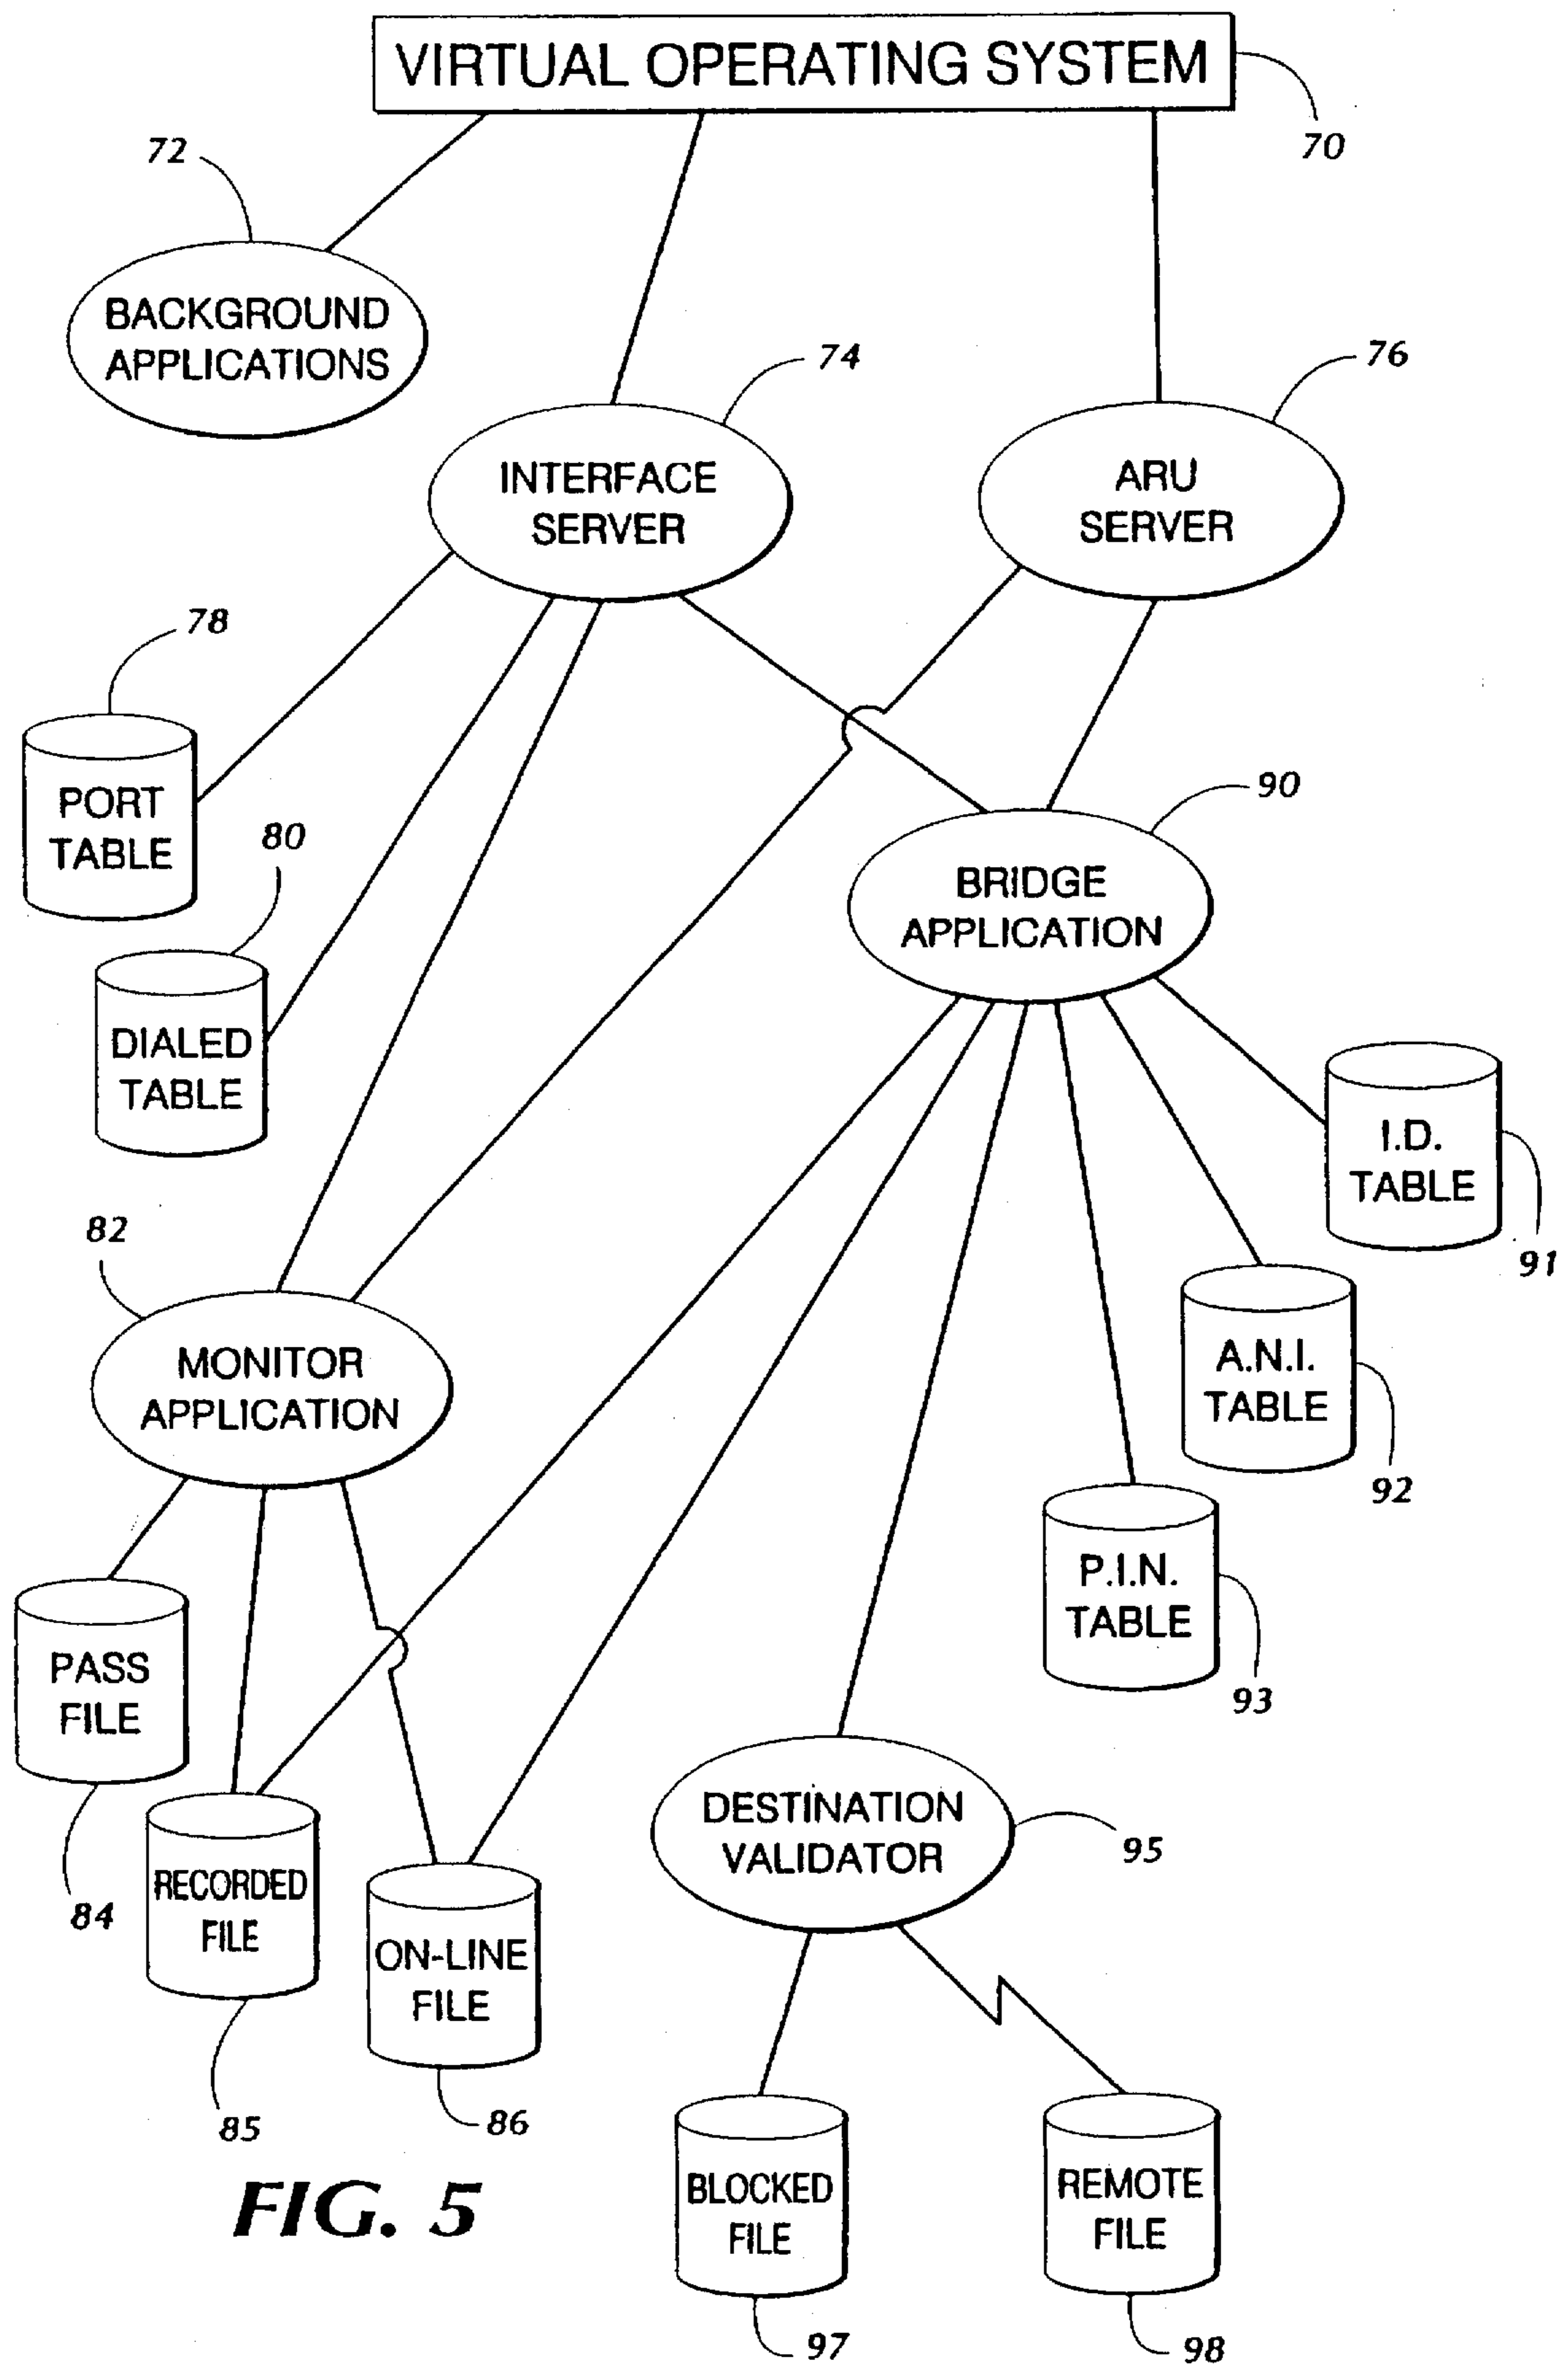 VIRTUAL OPERATING SYSTEM
70
72
BACKGROUND
APPLICATIONS
74
INTERFACE
SERVER
76
ARU
SERVER
78
PORT
TABLE
80
DIALED
TABLE
90
BRIDGE
APPLICATION
I.D.
TABLE
91
82
MONITOR
APPLICATION
A.N.I.
TABLE
92
P.I.N.
TABLE
93
PASS
FILE
84
RECORDED
FILE
85
ON-LINE
FILE
86
DESTINATION
VALIDATOR
95
BLOCKED
FILE
97
REMOTE
FILE
98
FIG. 5